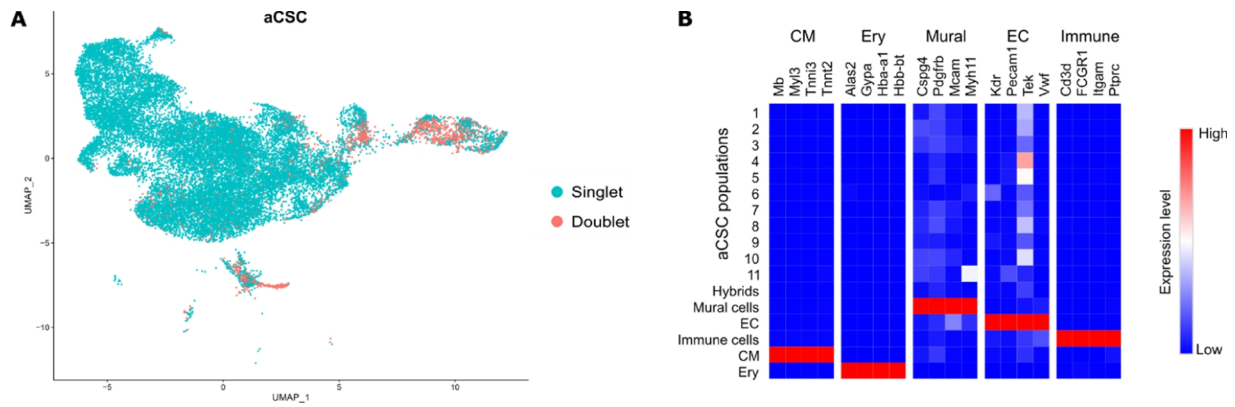 A
aCSC
5
0
−5
−10
UMAP_2
−5
0
5
10
UMAP_1
Singlet
Doublet
B
CM Ery Mural EC Immune
Mb Myl3 Tnni3 Tnnt2 Alas2 Gypa Hba-a1 Hbb-bt Cspg4 Pdgfrb Mcam Myh11 Kdr Pecam1 Tek Vwf Cd3d FCGR1 Itgam Ptprc
aCSC populations
1
2
3
4
5
6
7
8
9
10
11
Hybrids
Mural cells
EC
Immune cells
CM
Ery
High
Expression level
Low